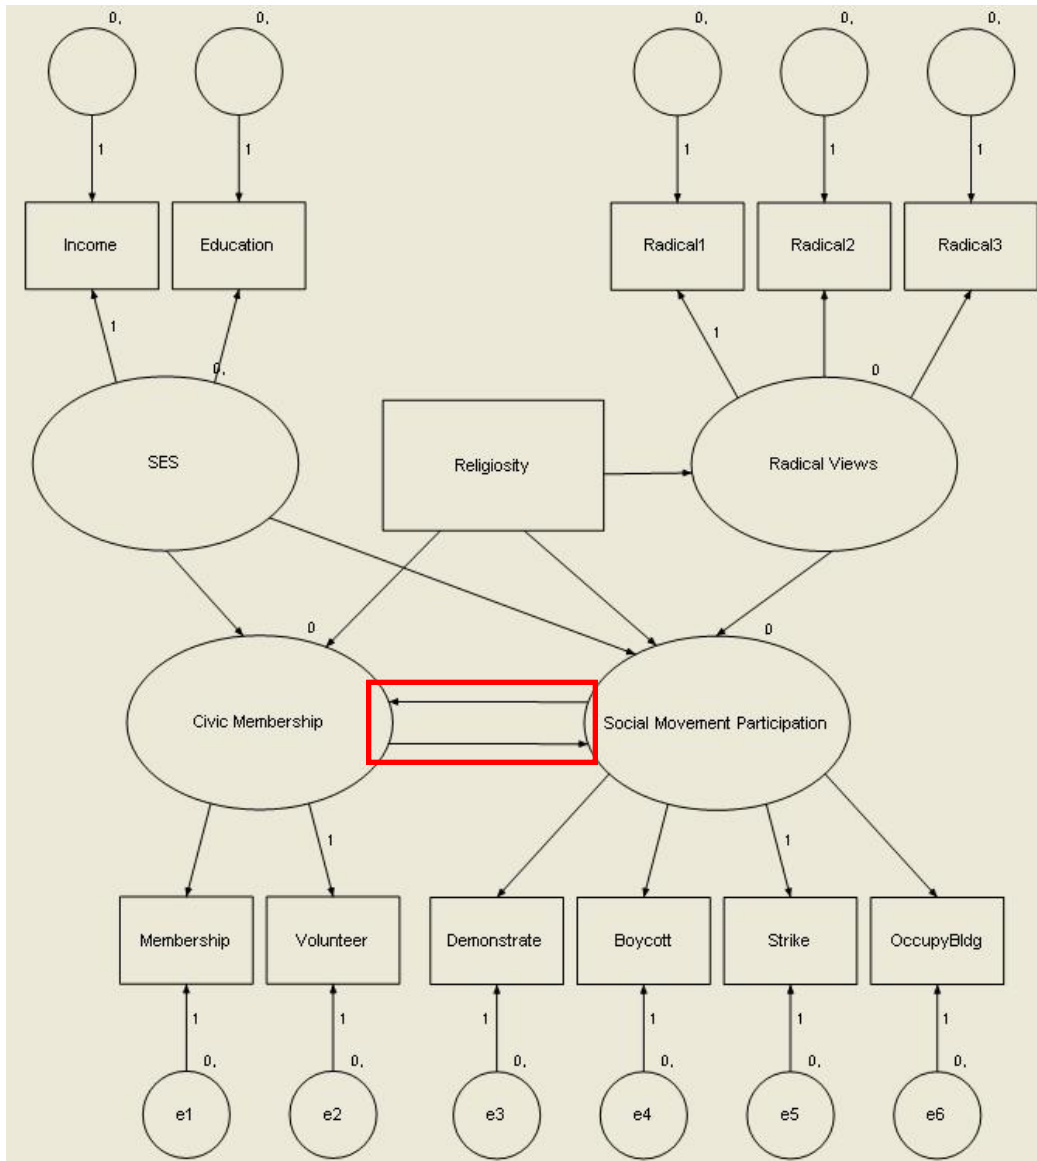 0, 0, 0, 0, 0,
1 1 1 1 1
Income Education Radical1 Radical2 Radical3
1 1
0, 0
SES Religiosity Radical Views
0 0
Civic Membership Social Movement Participation
1 1
Membership Volunteer Demonstrate Boycott Strike OccupyBldg
1 1 1 1 1 1
0, 0, 0, 0, 0, 0,
e1 e2 e3 e4 e5 e6